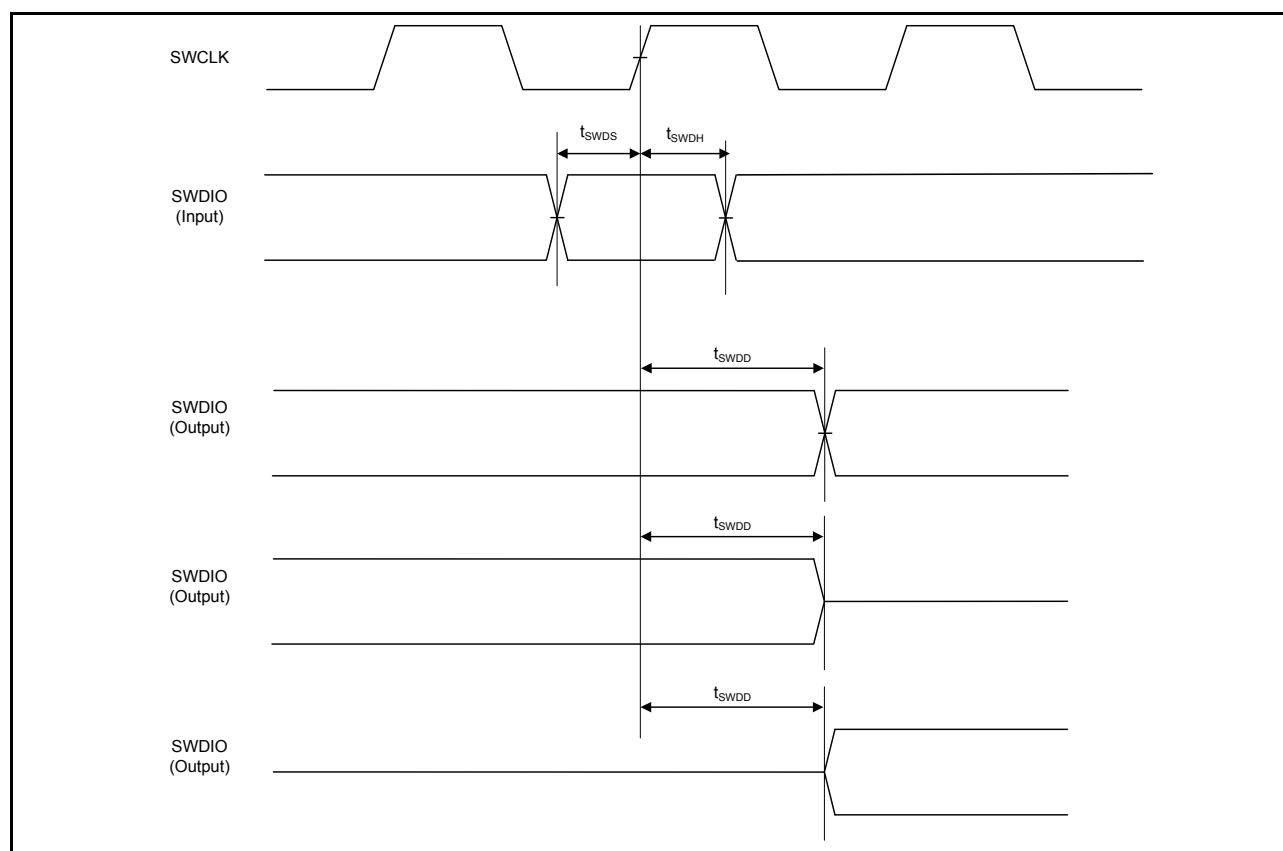 SWCLK
tSWDS
tSWDH
SWDIO
(Input)
tSWDD
SWDIO
(Output)
tSWDD
SWDIO
(Output)
tSWDD
SWDIO
(Output)